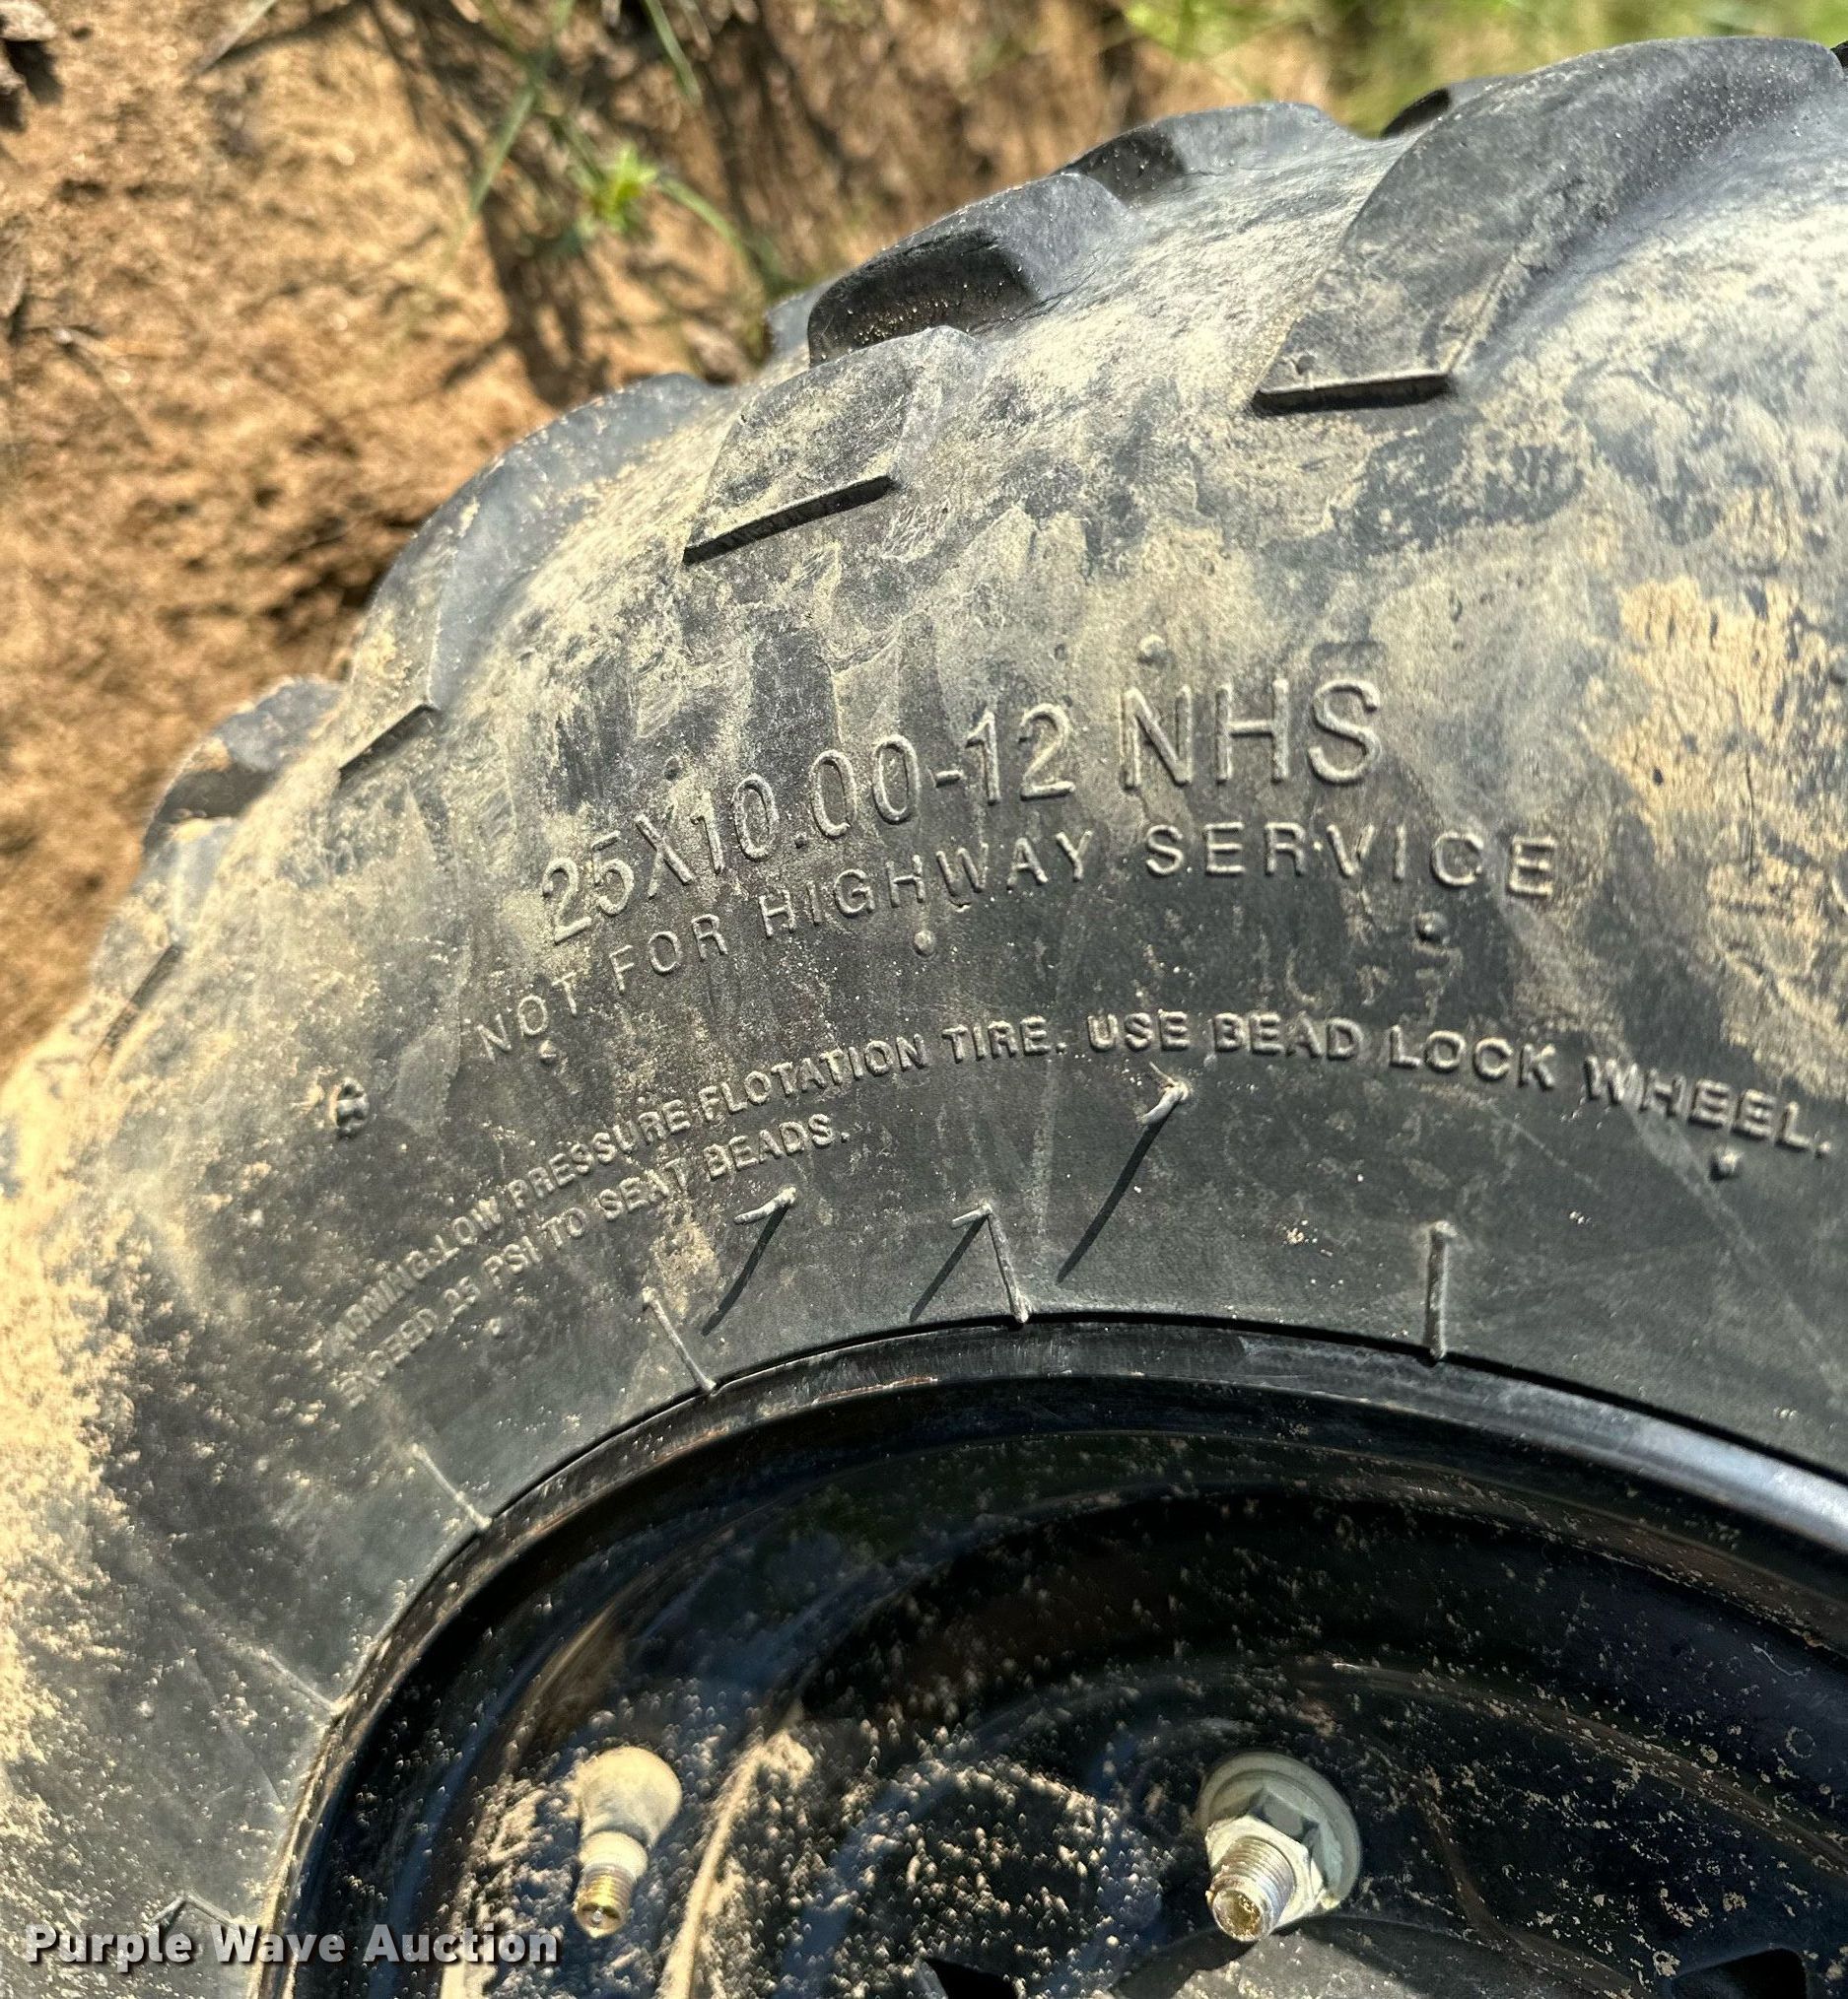 25X10.00-12 NHS
NOT FOR HIGHWAY SERVICE
WARNING: LOW PRESSURE FLOTATION TIRE. USE BEAD LOCK WHEEL.
EXCEED 25 PSI TO SEAT BEADS.
Purple Wave Auction